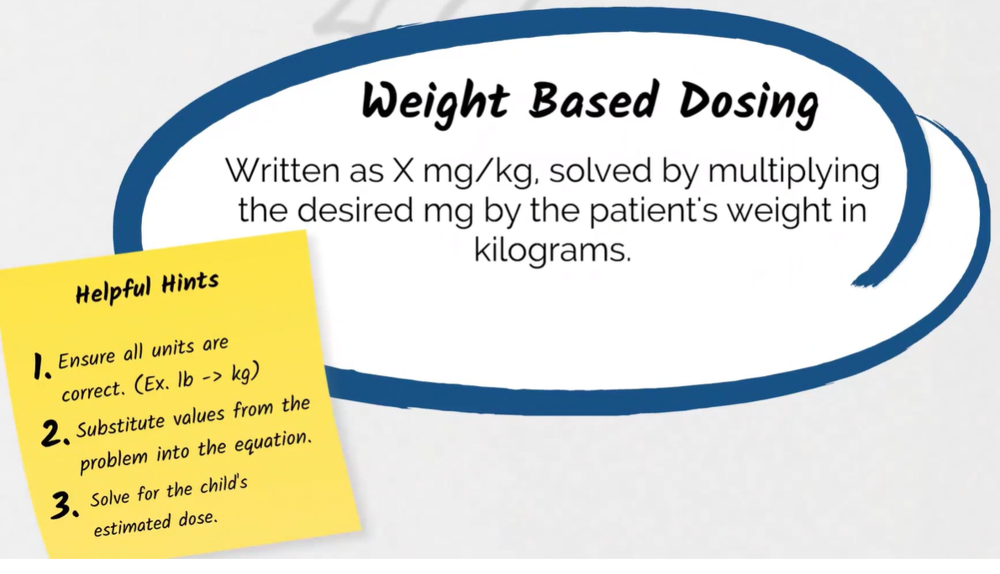 Weight Based Dosing
Written as X mg/kg, solved by multiplying
the desired mg by the patient's weight in
kilograms.
Helpful Hints
1. Ensure all units are
correct. (Ex. lb -> kg)
2. Substitute values from the
problem into the equation.
3. Solve for the child's
estimated dose.